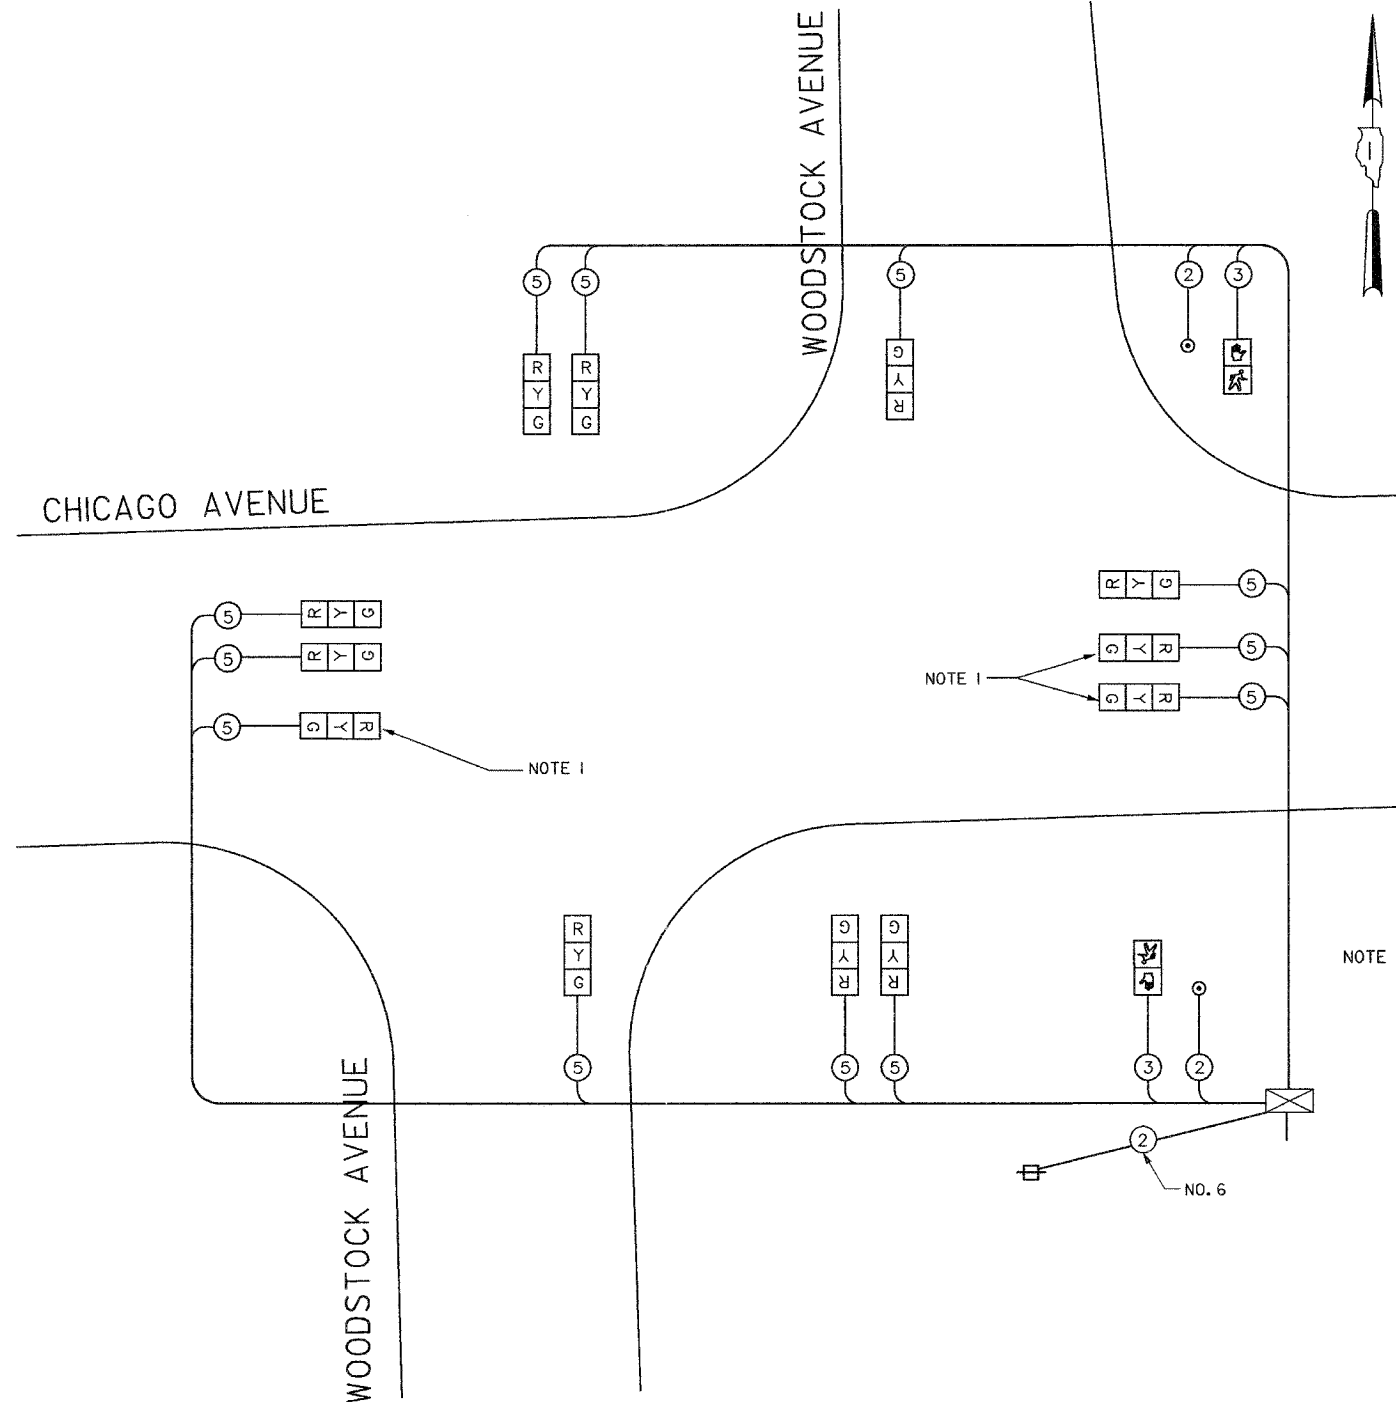 WOODSTOCK AVENUE
5 5 5 2 3
R R G
Y Y Y
G G R
CHICAGO AVENUE
R Y G 5
5 R Y G
5 R Y G
G Y R 5
NOTE 1
G Y R 5
5 G Y R
NOTE 1
R G G
Y Y Y
G R R
NOTE
5 5 5 3 2
2
NO. 6
WOODSTOCK AVENUE